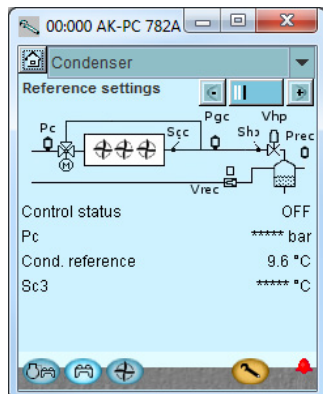 00:000 AK-PC 782A
Condenser
Reference settings
Pgc Vhp
Pc Sgc Shp Prec
M
Vrec
Control status OFF
Pc ***** bar
Cond. reference 9.6 °C
Sc3 ***** °C